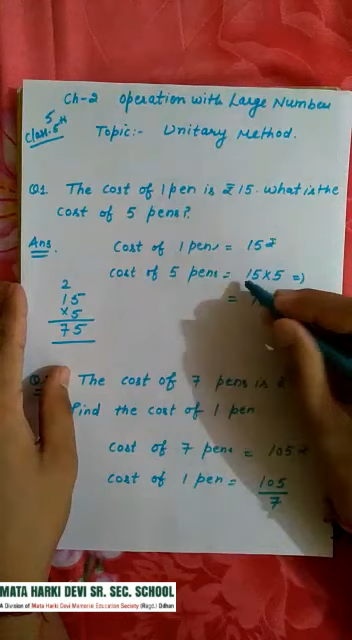 Ch-2 operation with Large Number
5
Class:- 5th
Topic:- Unitary Method.
Q1. The cost of 1 pen is ₹15. what is the
cost of 5 pens?
Ans. Cost of 1 pens = 15₹
cost of 5 pens = 15×5 =)
=
2
15
×5
75
The cost of 7 pens is
Find the cost of 1 pen
Cost of 7 pens = 105₹
cost of 1 pen = 105
7
MATA HARKI DEVI SR. SEC. SCHOOL
A Division of Mata Harki Devi Memorial Education Society (Regd.) Odhan